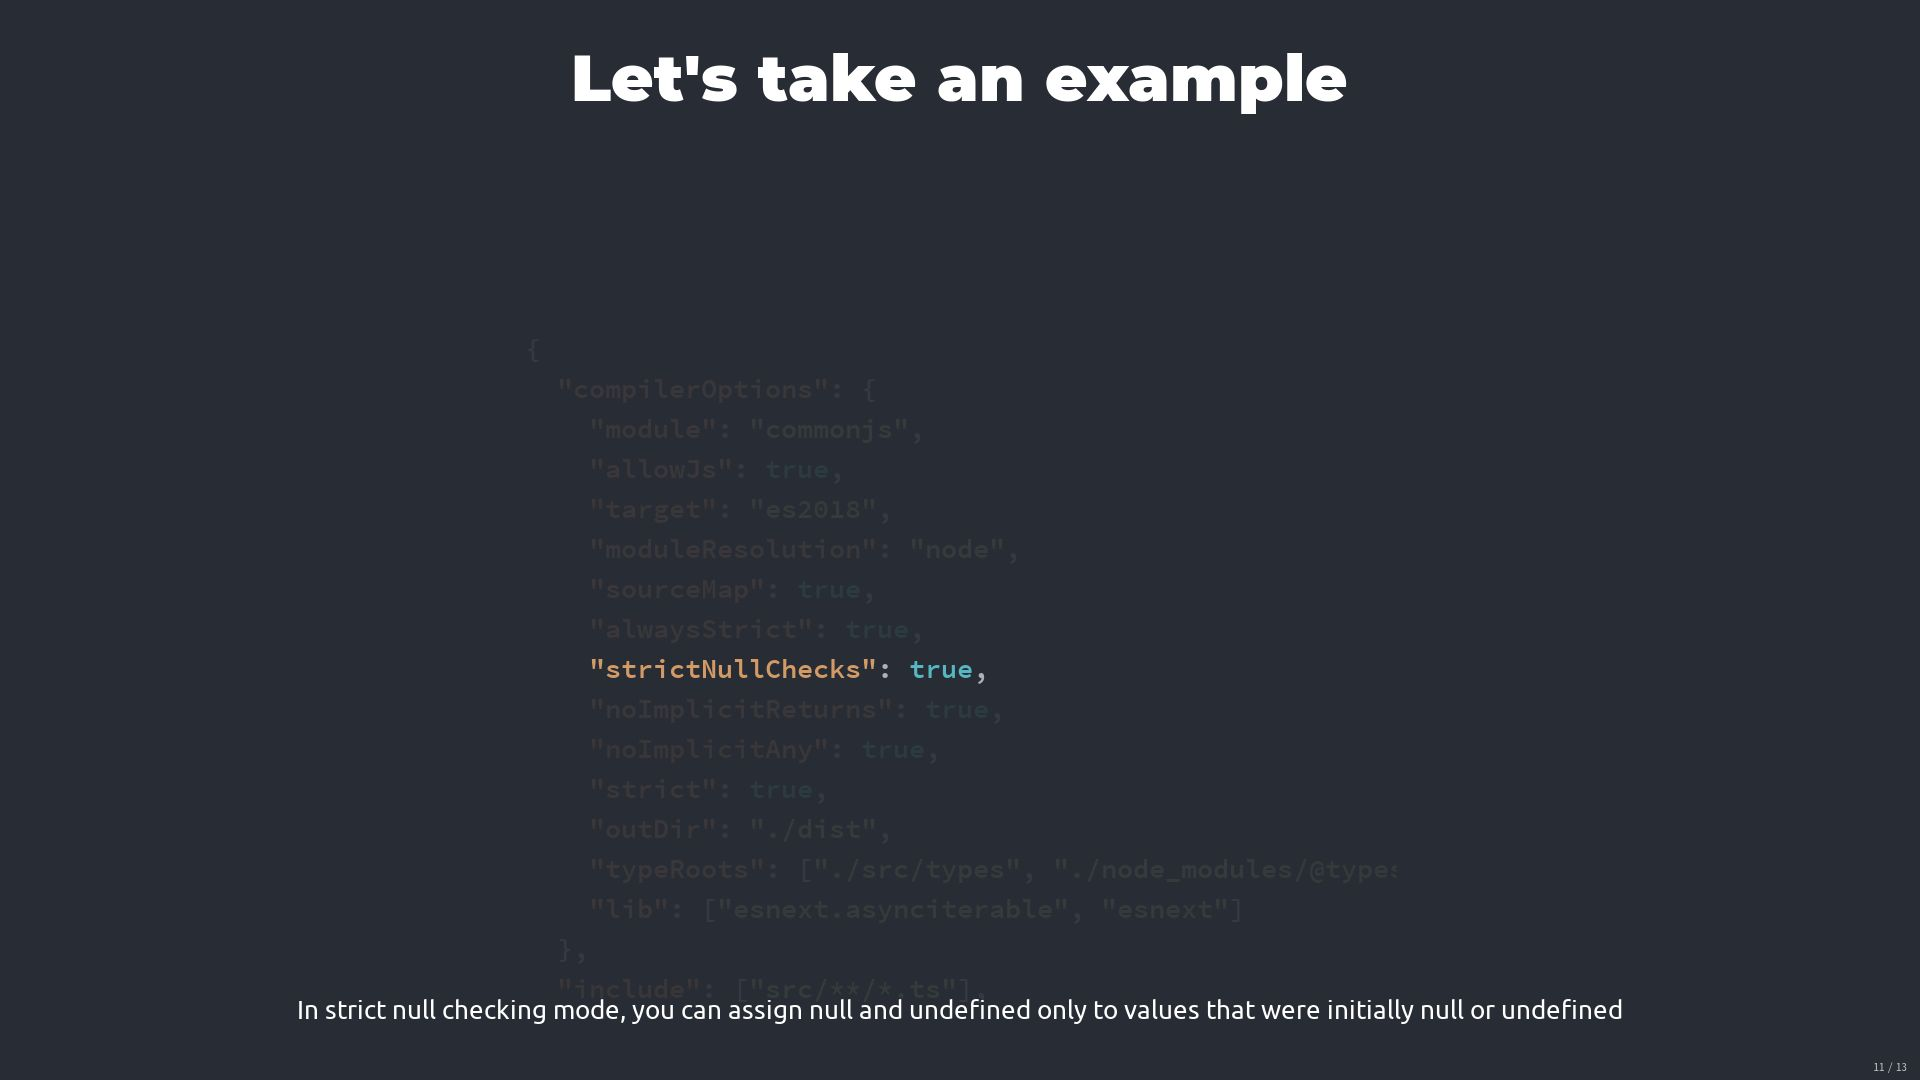 Let's take an example
{
"compilerOptions": {
"module": "commonjs",
"allowJs": true,
"target": "es2018",
"moduleResolution": "node",
"sourceMap": true,
"alwaysStrict": true,
"strictNullChecks": true,
"noImplicitReturns": true,
"noImplicitAny": true,
"strict": true,
"outDir": "./dist",
"typeRoots": ["./src/types", "./node_modules/@types
"lib": ["esnext.asynciterable", "esnext"]
},
"include": ["src/**/*.ts"],
In strict null checking mode, you can assign null and undefined only to values that were initially null or undefined
11 / 13